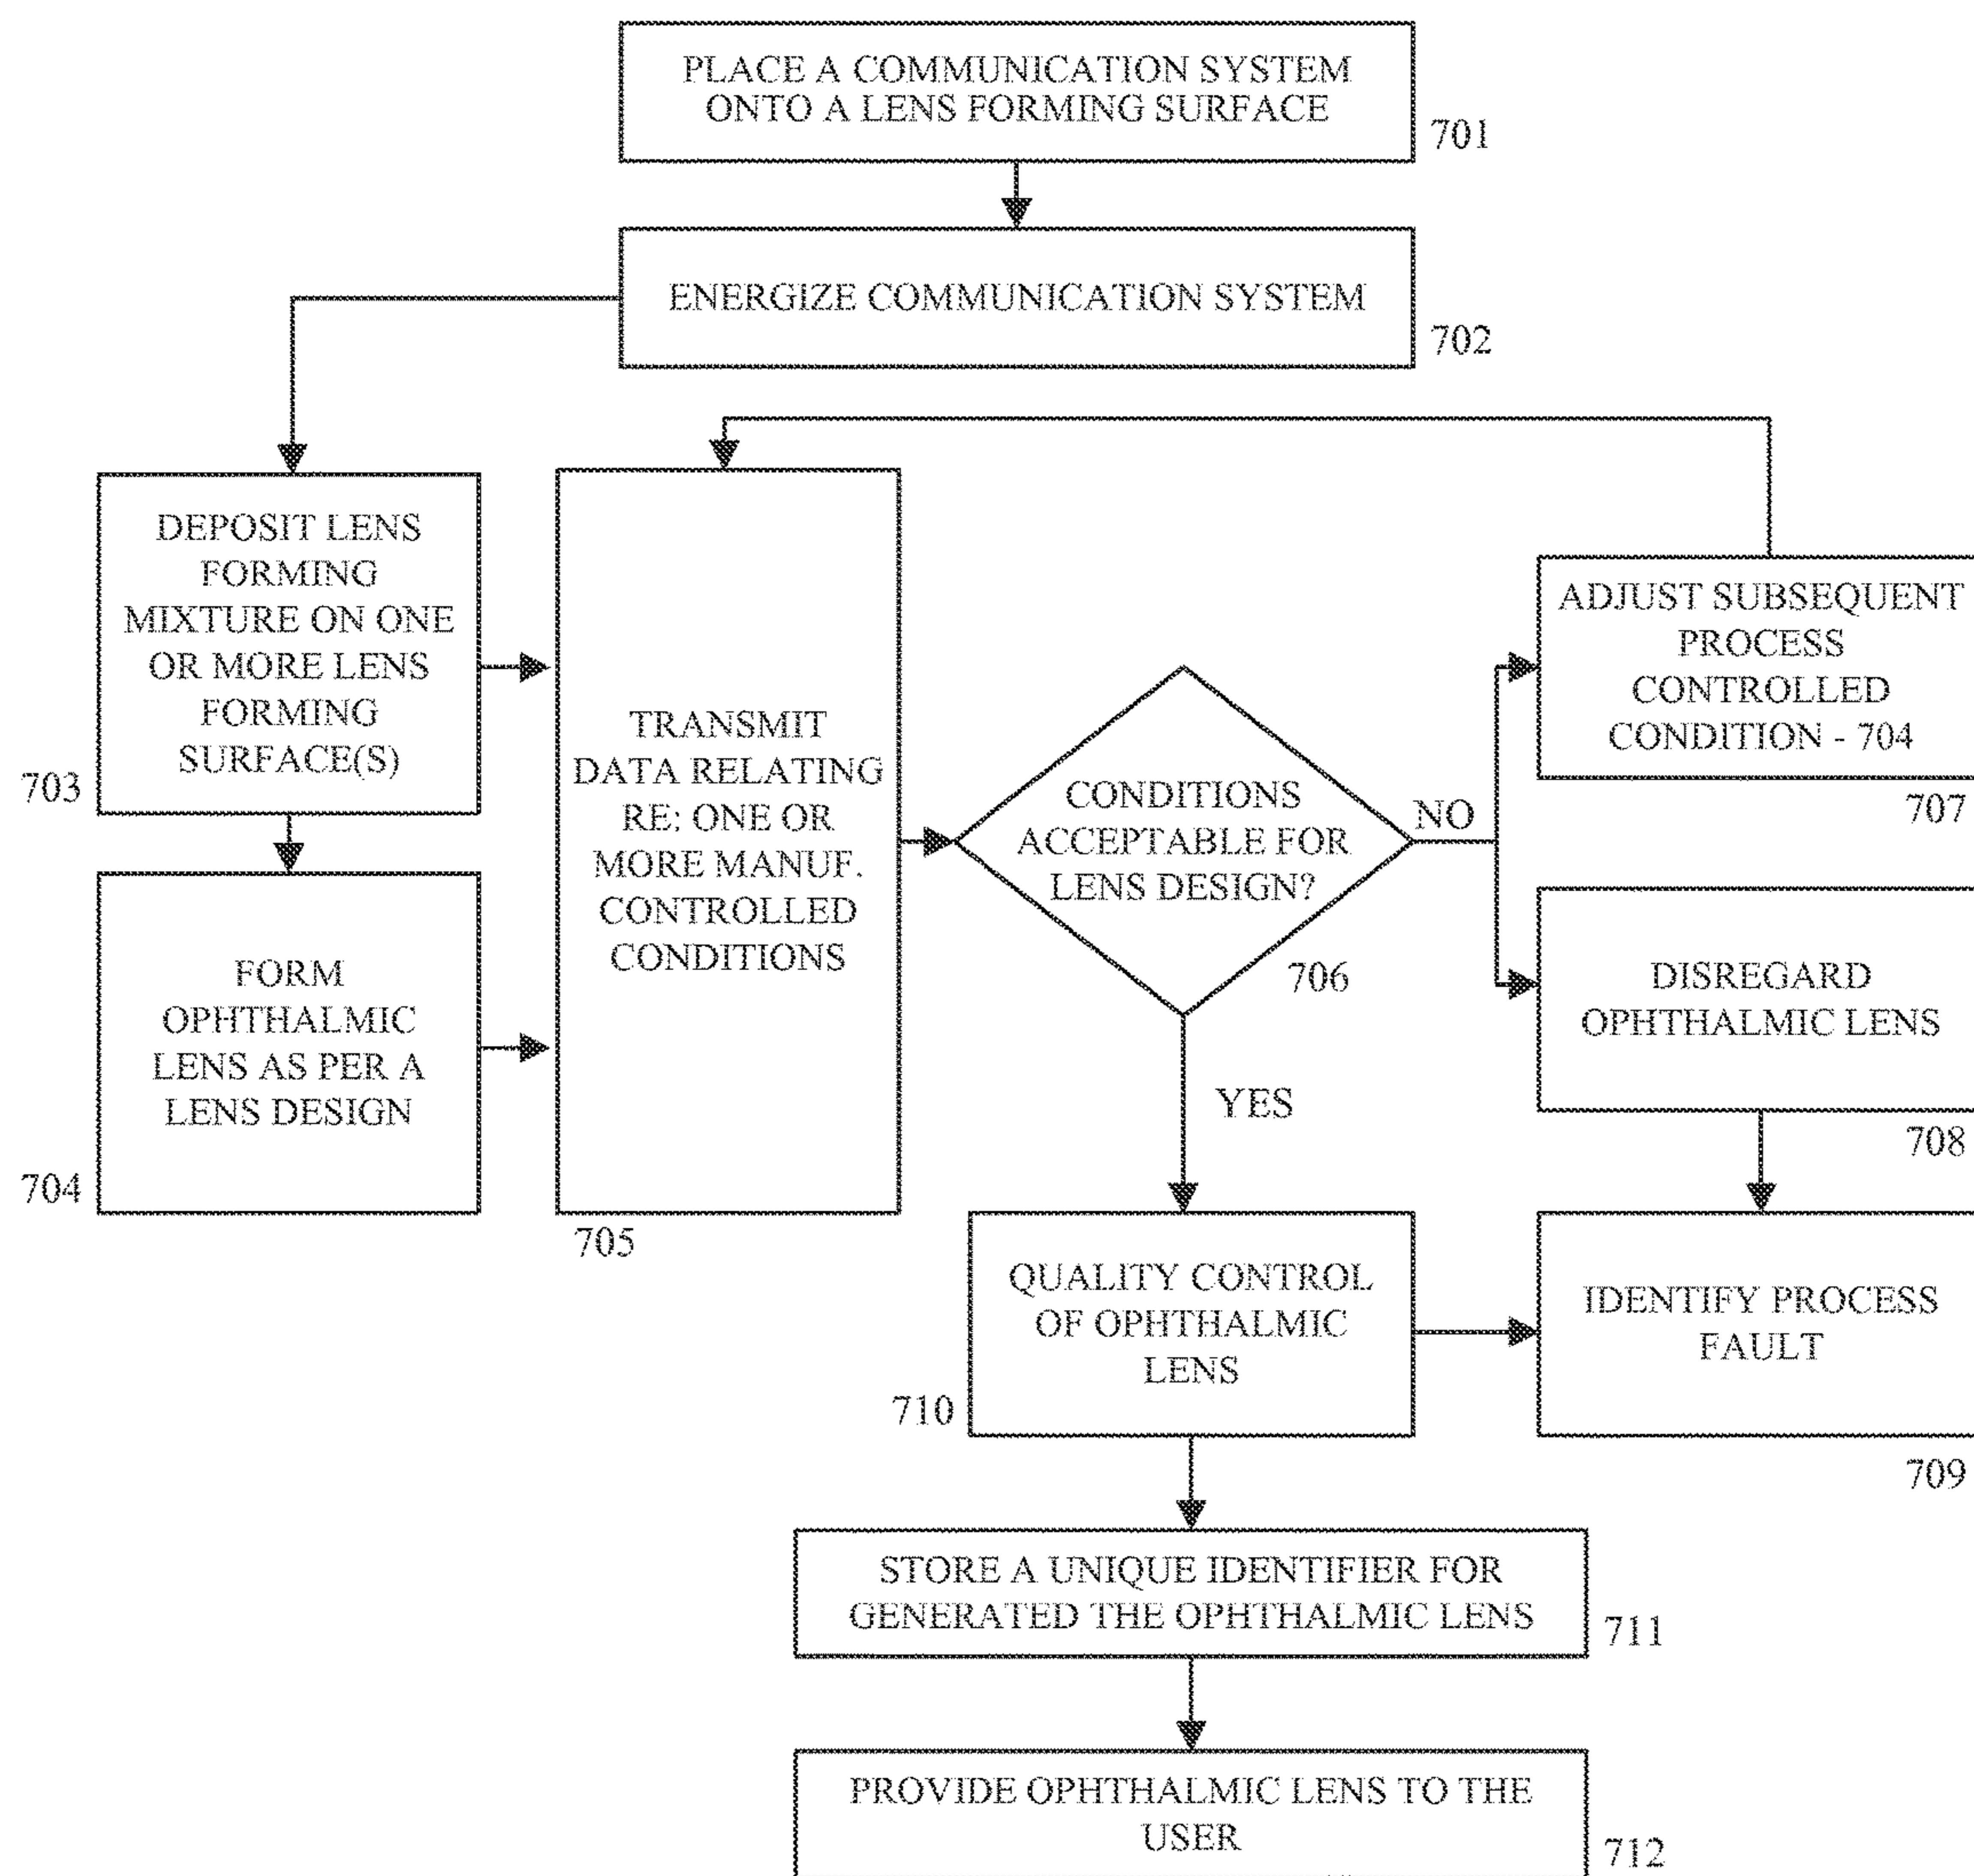 PLACE A COMMUNICATION SYSTEM
ONTO A LENS FORMING SURFACE
701
ENERGIZE COMMUNICATION SYSTEM
702
DEPOSIT LENS
FORMING
MIXTURE ON ONE
OR MORE LENS
FORMING
SURFACE(S)
703
FORM
OPHTHALMIC
LENS AS PER A
LENS DESIGN
704
TRANSMIT
DATA RELATING
RE: ONE OR
MORE MANUF.
CONTROLLED
CONDITIONS
705
CONDITIONS
ACCEPTABLE FOR
LENS DESIGN?
706
NO
YES
ADJUST SUBSEQUENT
PROCESS
CONTROLLED
CONDITION - 704
707
DISREGARD
OPHTHALMIC LENS
708
IDENTIFY PROCESS
FAULT
709
QUALITY CONTROL
OF OPHTHALMIC
LENS
710
STORE A UNIQUE IDENTIFIER FOR
GENERATED THE OPHTHALMIC LENS
711
PROVIDE OPHTHALMIC LENS TO THE
USER
712